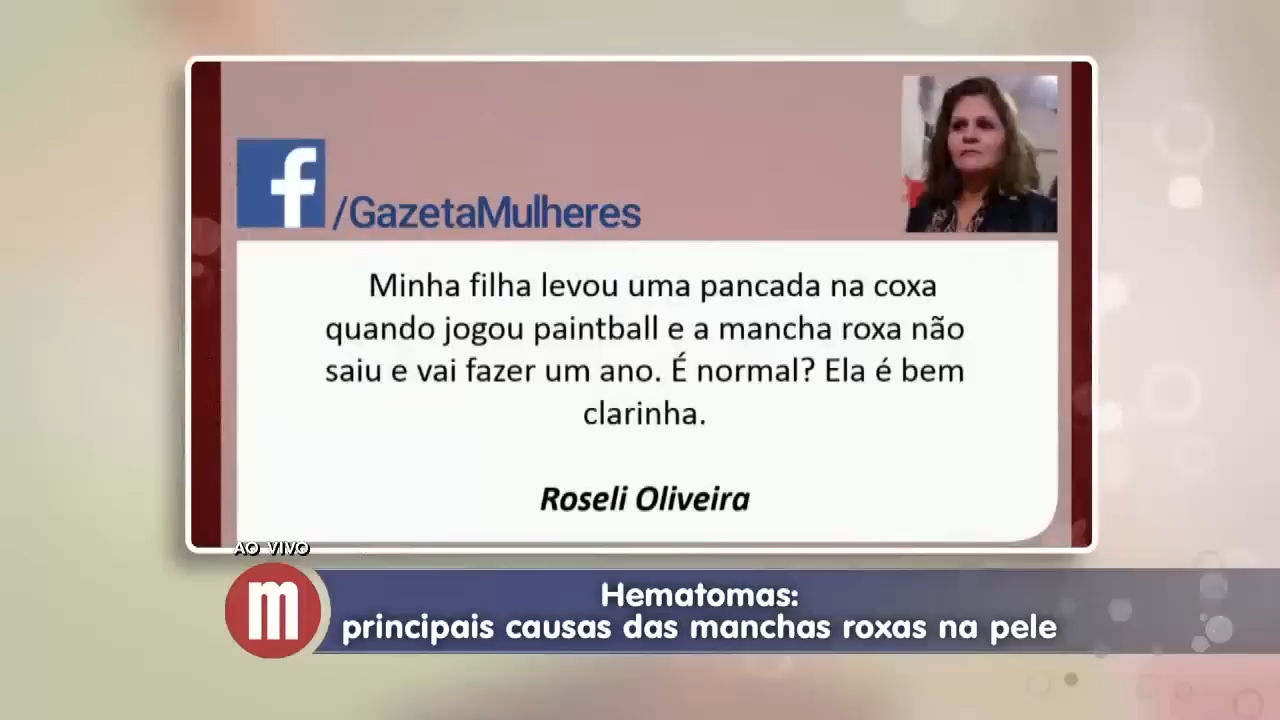 f
/GazetaMulheres
Minha filha levou uma pancada na coxa
quando jogou paintball e a mancha roxa não
saiu e vai fazer um ano. É normal? Ela é bem
clarinha.
Roseli Oliveira
AO VIVO
m
Hematomas:
principais causas das manchas roxas na pele